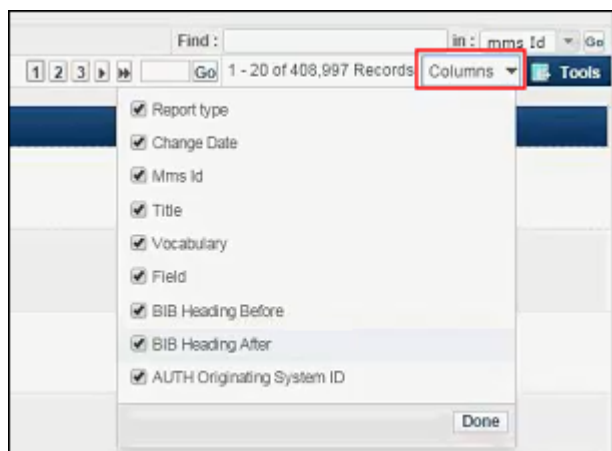 Find : in : mms Id Go
1 2 3 Go 1 - 20 of 408,997 Records Columns Tools
Report type
Change Date
Mms Id
Title
Vocabulary
Field
BIB Heading Before
BIB Heading After
AUTH Originating System ID
Done